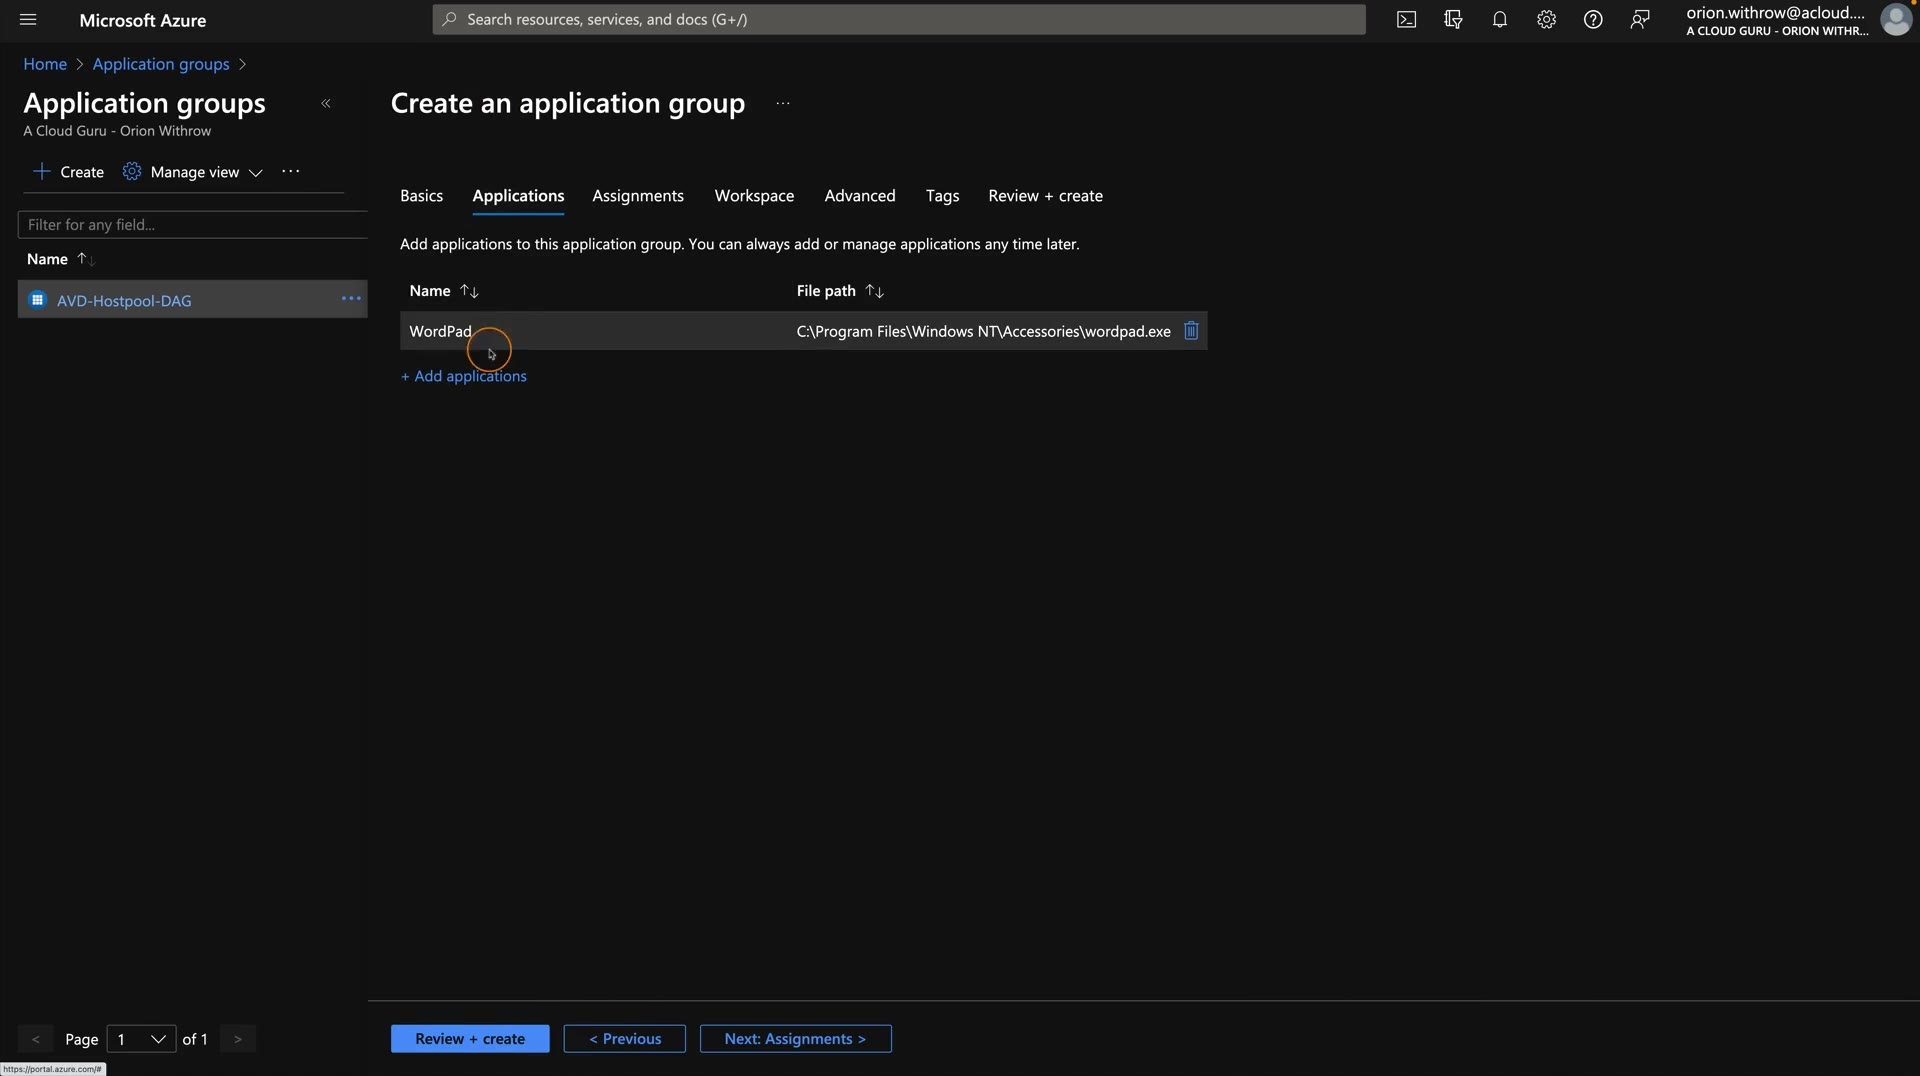 Microsoft Azure
Search resources, services, and docs (G+/)
orion.withrow@acloud....
A CLOUD GURU - ORION WITHR...
Home > Application groups >
Application groups
«
Create an application group ...
A Cloud Guru - Orion Withrow
+ Create Manage view ...
Basics Applications Assignments Workspace Advanced Tags Review + create
Filter for any field...
Add applications to this application group. You can always add or manage applications any time later.
Name ↑↓
Name ↑↓ File path ↑↓
AVD-Hostpool-DAG ...
WordPad C:\Program Files\Windows NT\Accessories\wordpad.exe
+ Add applications
< Page 1 of 1 >
Review + create < Previous Next: Assignments >
https://portal.azure.com/#